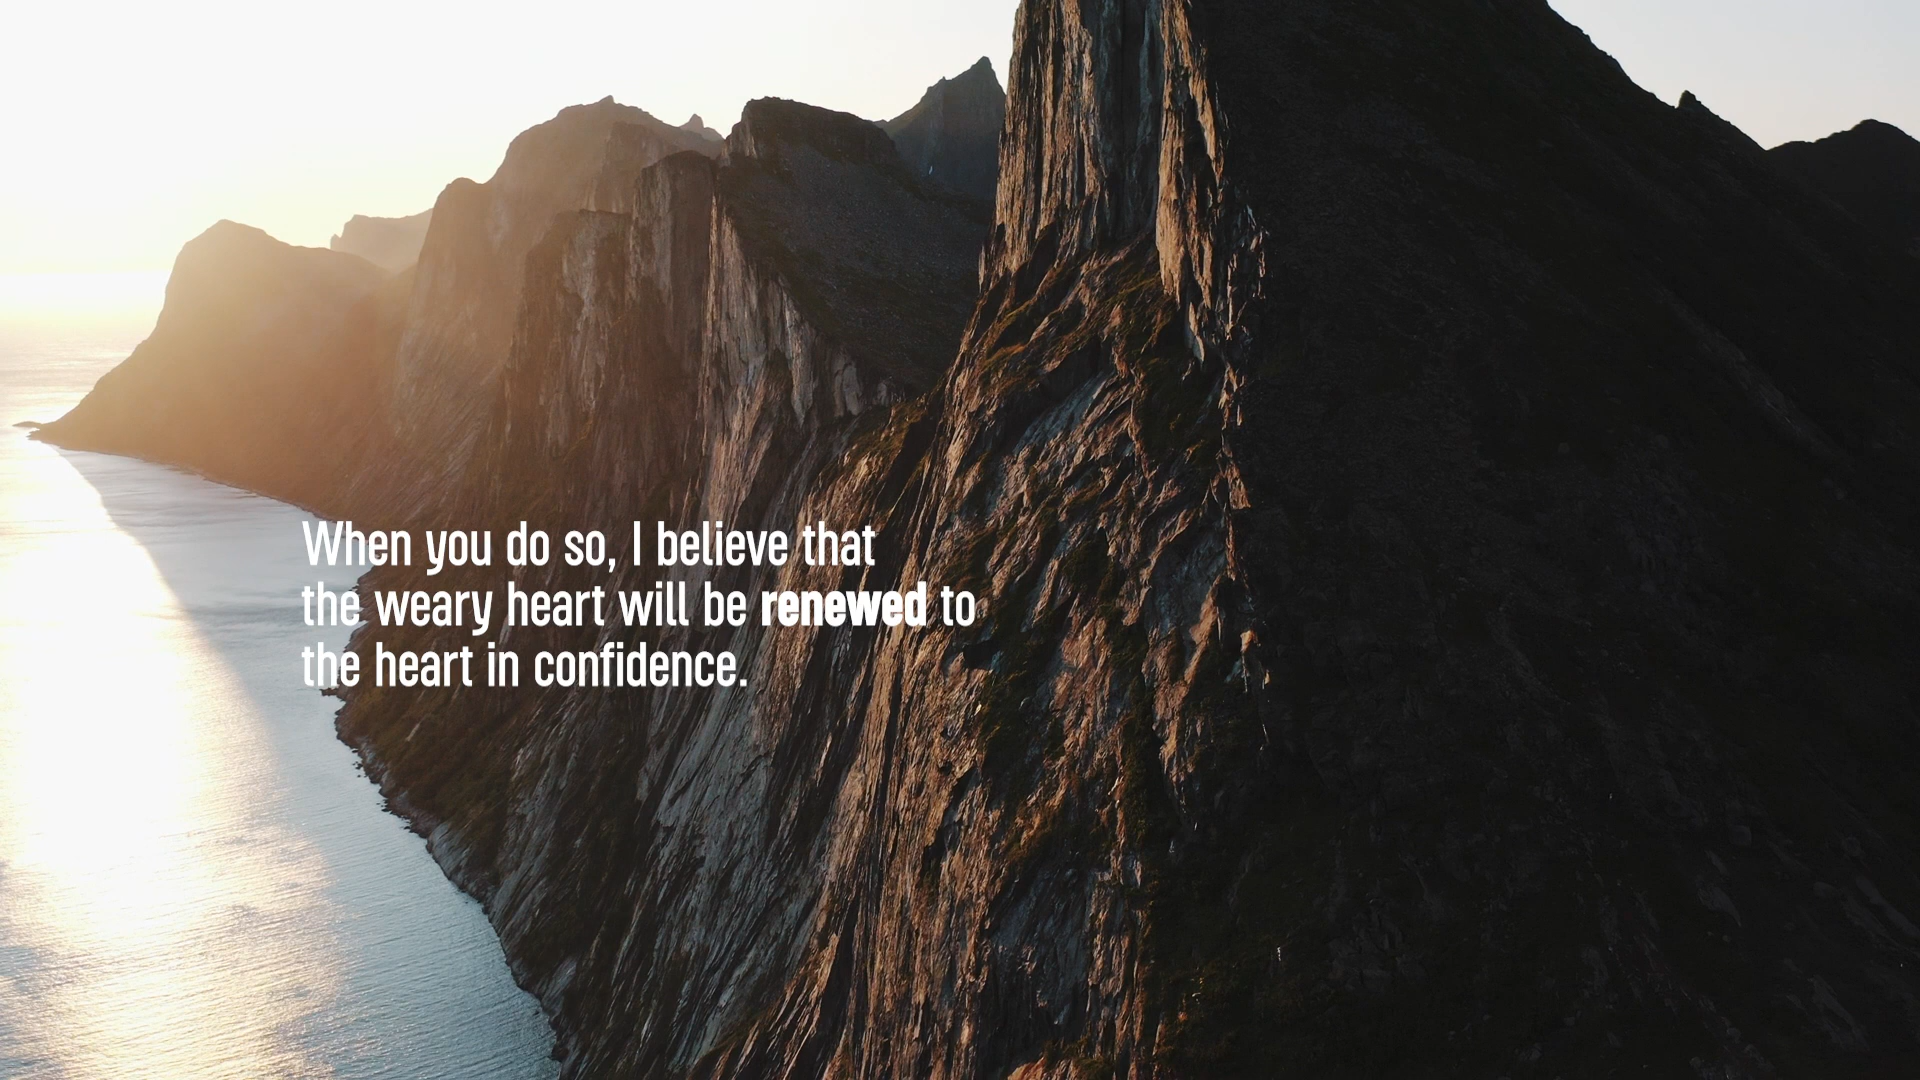 When you do so, I believe that
the weary heart will be renewed to
the heart in confidence.